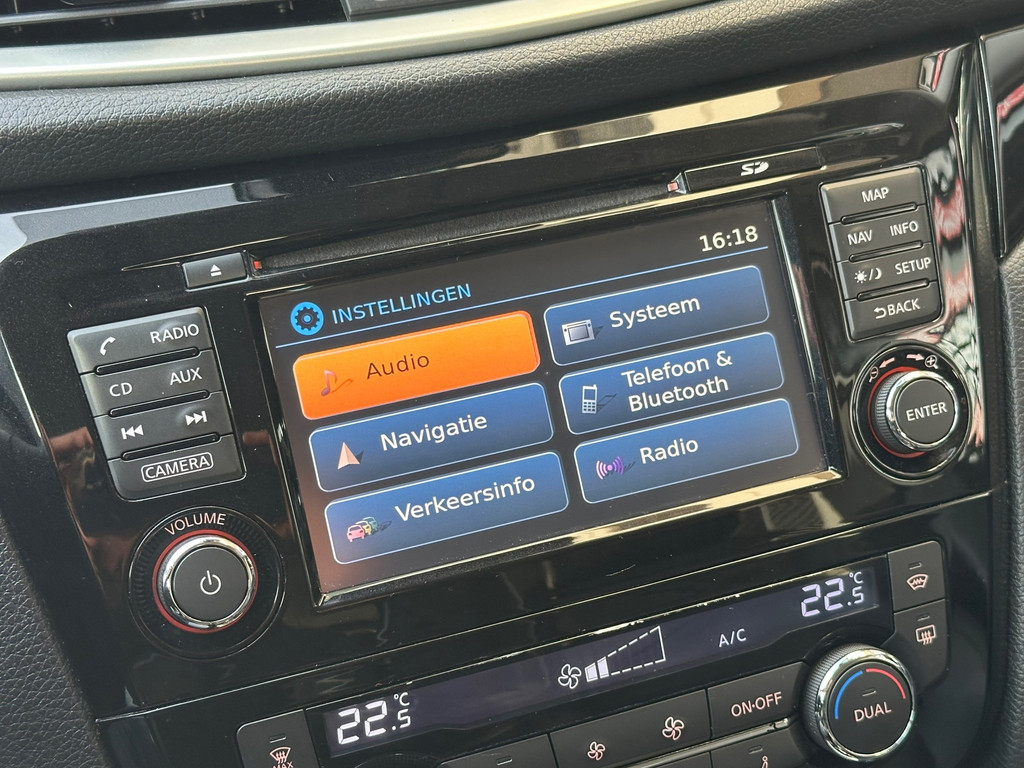 SD
MAP
NAV INFO
SETUP
BACK
ENTER
RADIO
CD AUX
CAMERA
VOLUME
16:18
INSTELLINGEN
Audio
Systeem
Navigatie
Telefoon &
Bluetooth
Verkeersinfo
Radio
22.5 °C
A/C
22.5 °C
MAX
ON·OFF
DUAL